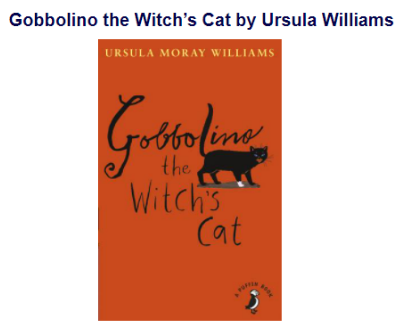 Gobbolino the Witch’s Cat by Ursula Williams
URSULA MORAY WILLIAMS
Gobbolino
the
Witch's
Cat
A PUFFIN BOOK